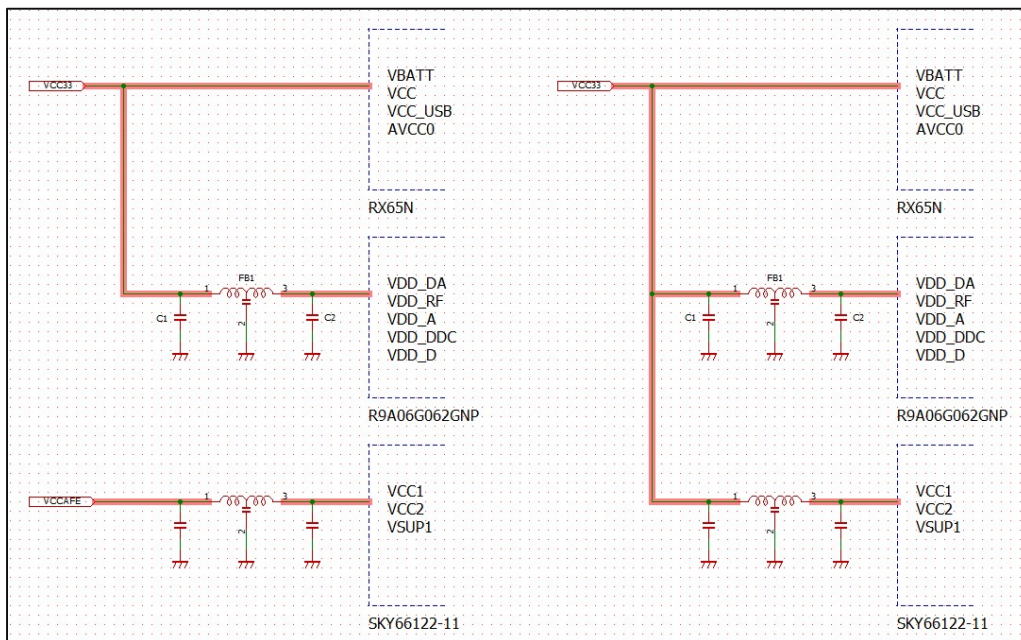 VCC33
VBATT
VCC
VCC_USB
AVCC0
RX65N
FB1
1
3
C1
2
C2
VDD_DA
VDD_RF
VDD_A
VDD_DDC
VDD_D
R9A06G062GNP
VCCAFE
1
3
2
VCC1
VCC2
VSUP1
SKY66122-11
VCC33
VBATT
VCC
VCC_USB
AVCC0
RX65N
FB1
1
3
C1
2
C2
VDD_DA
VDD_RF
VDD_A
VDD_DDC
VDD_D
R9A06G062GNP
1
3
2
VCC1
VCC2
VSUP1
SKY66122-11